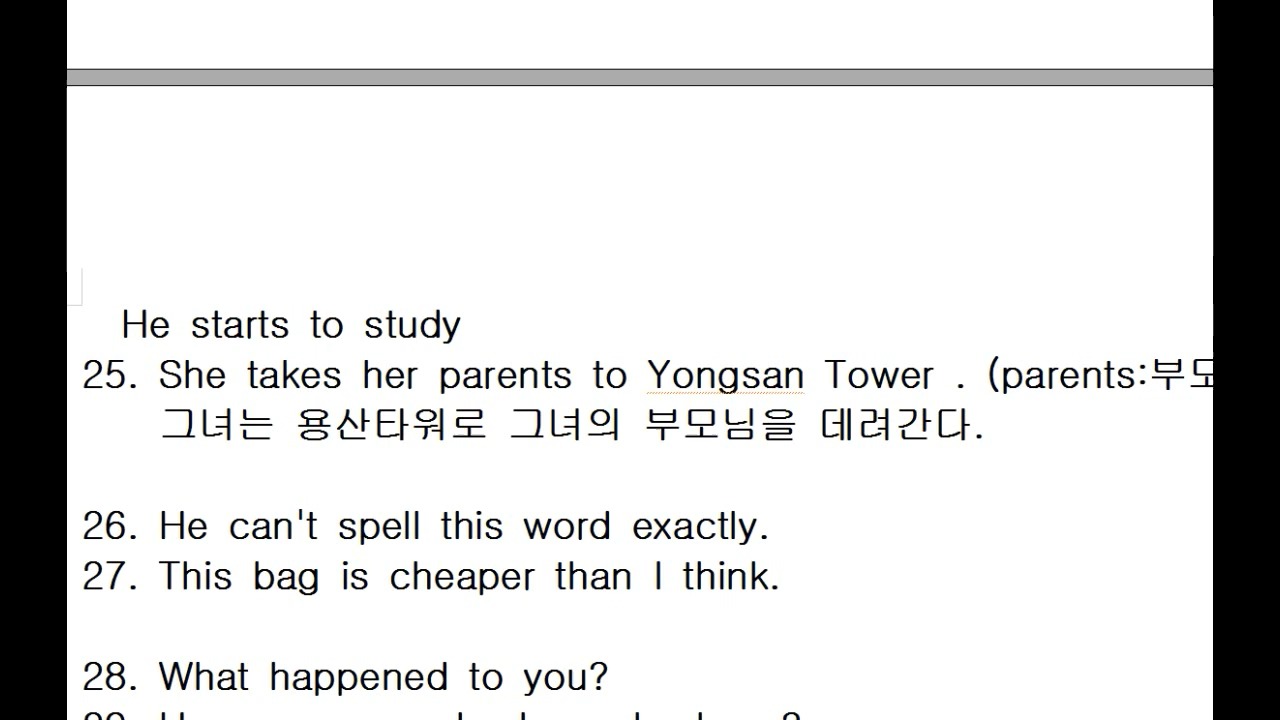 He starts to study
25. She takes her parents to Yongsan Tower . (parents:부모
그녀는 용산타워로 그녀의 부모님을 데려간다.
26. He can't spell this word exactly.
27. This bag is cheaper than I think.
28. What happened to you?